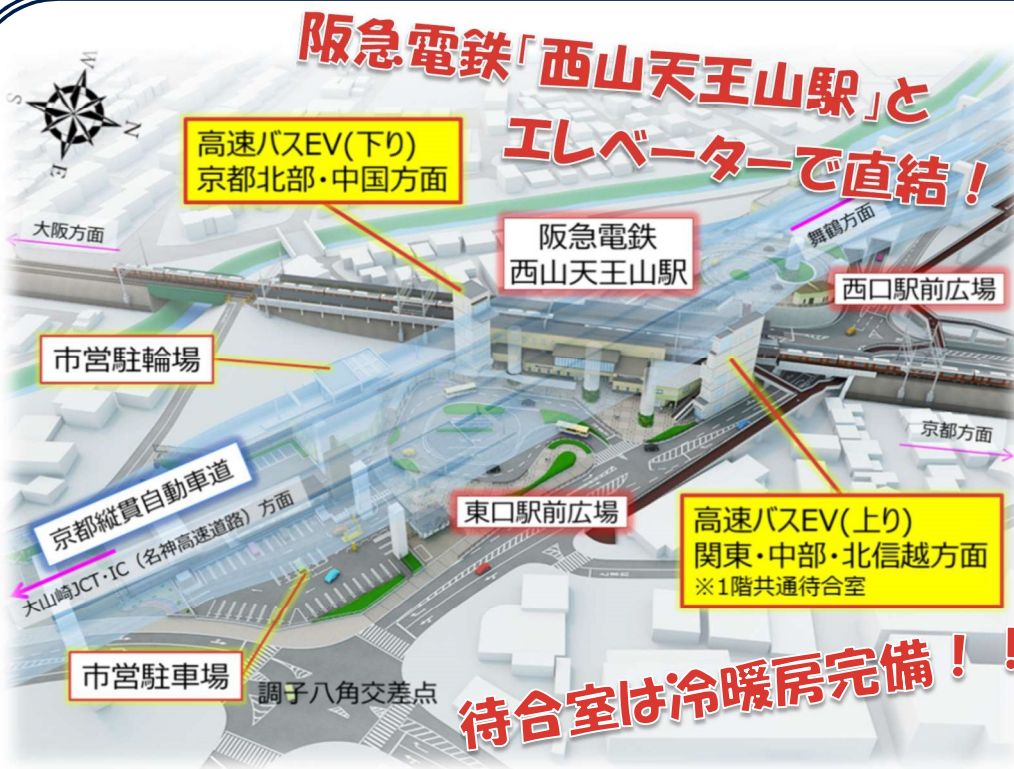 阪急電鉄「西山天王山駅」と
エレベーターで直結！
W
S
N
E
高速バスEV(下り)
京都北部・中国方面
大阪方面
阪急電鉄
西山天王山駅
舞鶴方面
西口駅前広場
市営駐輪場
京都方面
京都縦貫自動車道
大山崎JCT・IC（名神高速道路）方面
東口駅前広場
高速バスEV(上り)
関東・中部・北信越方面
※1階共通待合室
市営駐車場
調子八角交差点
待合室は冷暖房完備！！